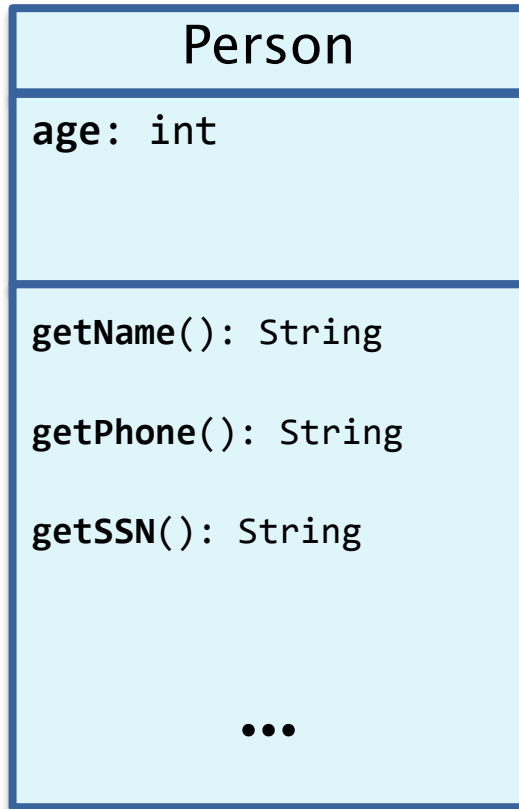 Person
age: int
getName(): String
getPhone(): String
getSSN(): String
...